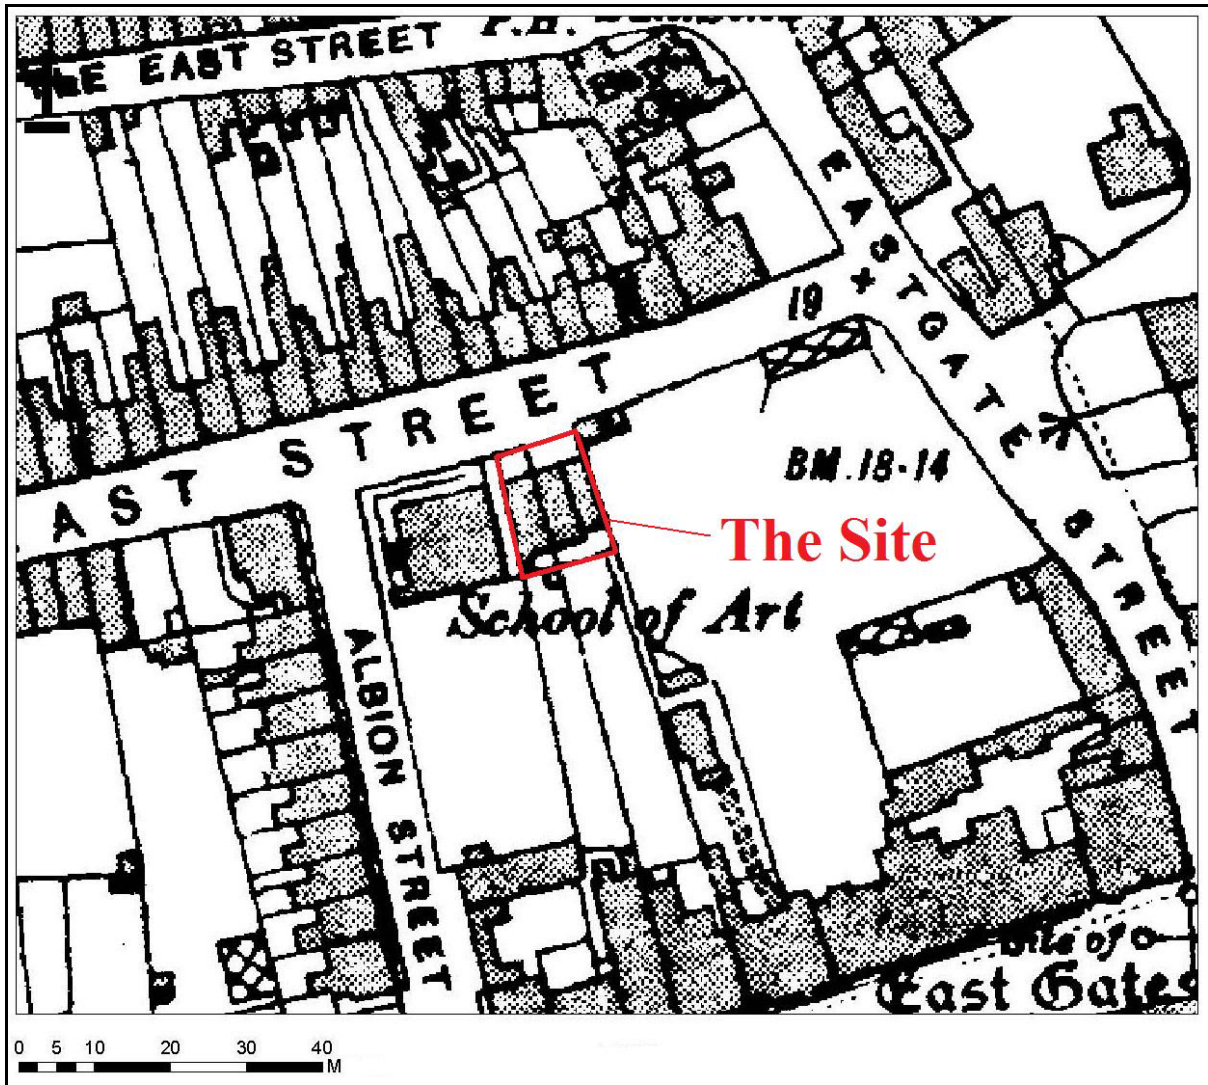 THE EAST STREET
P.H.
EASTGATE STREET
19
AST STREET
BM.18·14
The Site
School of Art
ALBION STREET
Site of
East Gates
0 5 10 20 30 40
M